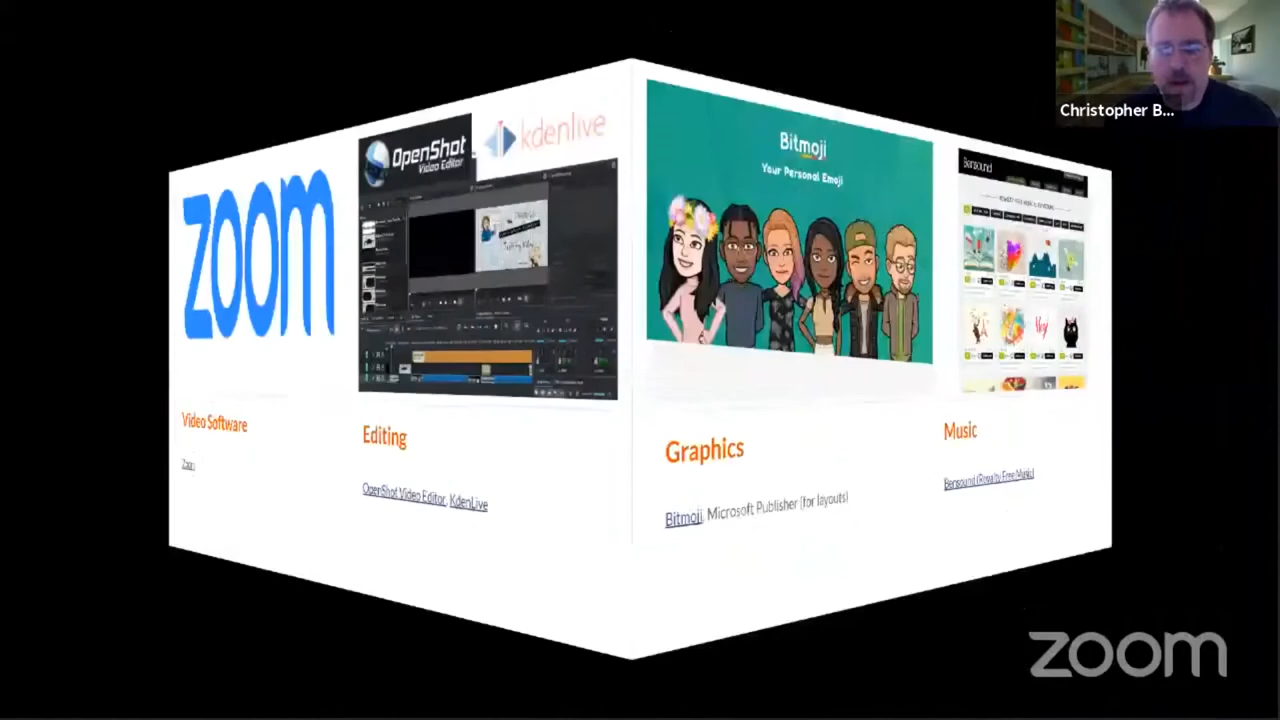 Christopher B...
zoom
OpenShot
Video Editor
kdenlive
Bitmoji
Your Personal Emoji
Bensound
Video Software
Zoom
Editing
OpenShot Video Editor, KdenLive
Graphics
Bitmoji, Microsoft Publisher (for layouts)
Music
Bensound (Royalty Free Music)
zoom